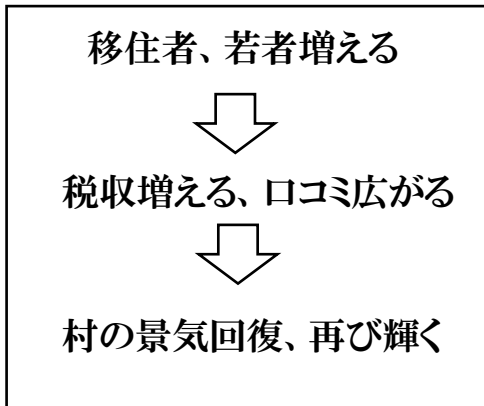 移住者、若者増える
税収増える、口コミ広がる
村の景気回復、再び輝く